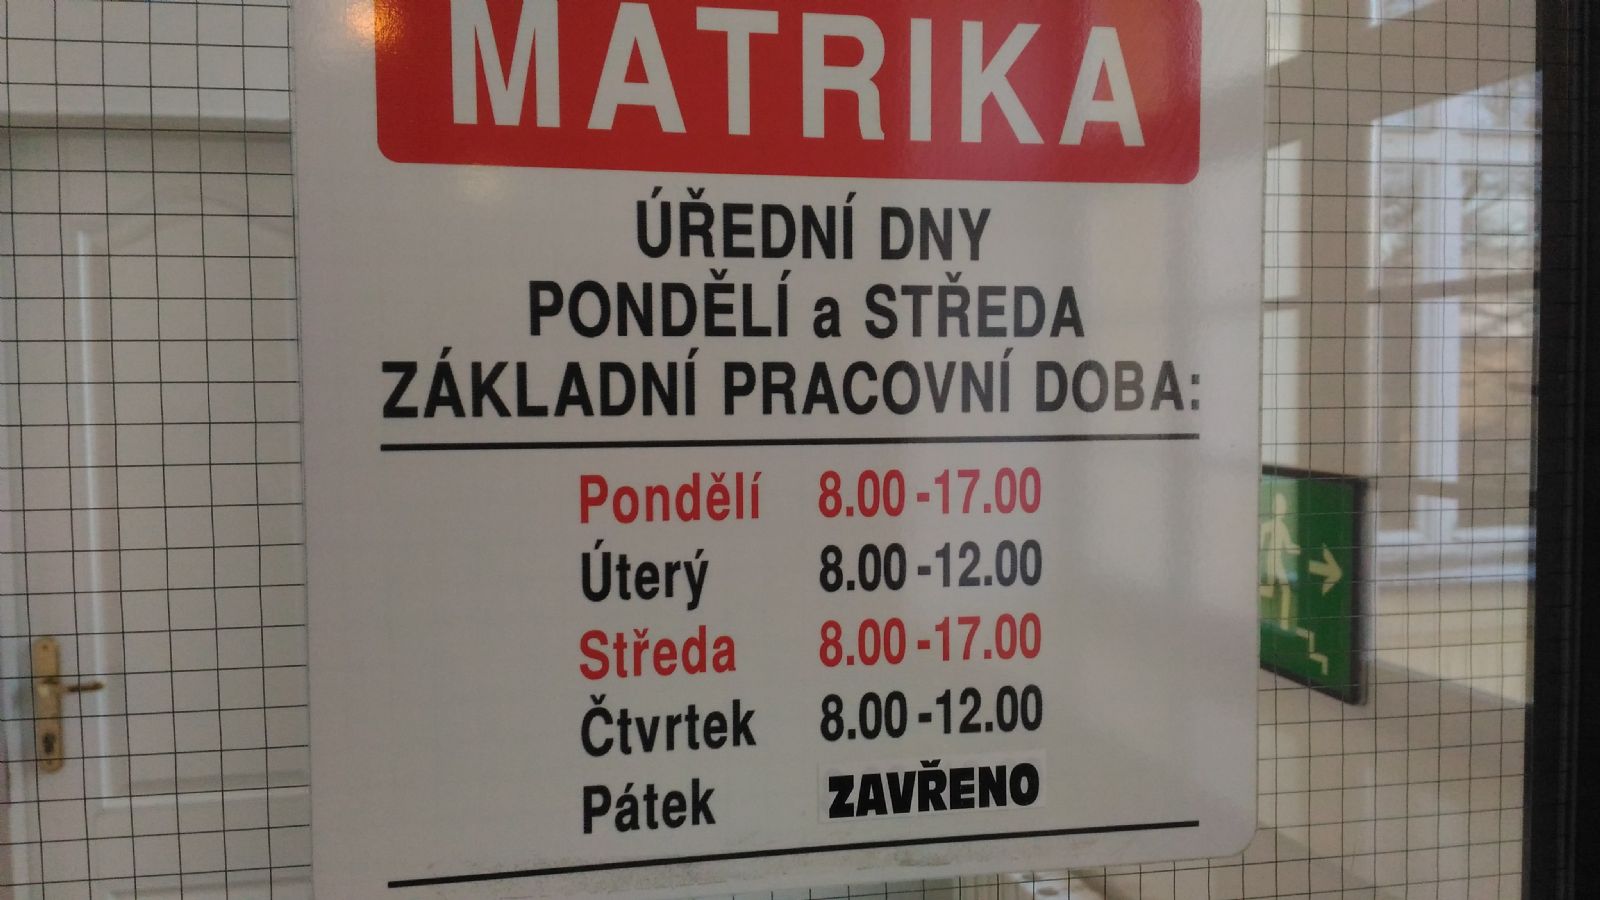 MATRIKA
ÚŘEDNÍ DNY
PONDĚLÍ a STŘEDA
ZÁKLADNÍ PRACOVNÍ DOBA:
Pondělí 8.00 -17.00
Úterý 8.00 -12.00
Středa 8.00 -17.00
Čtvrtek 8.00 -12.00
Pátek ZAVŘENO